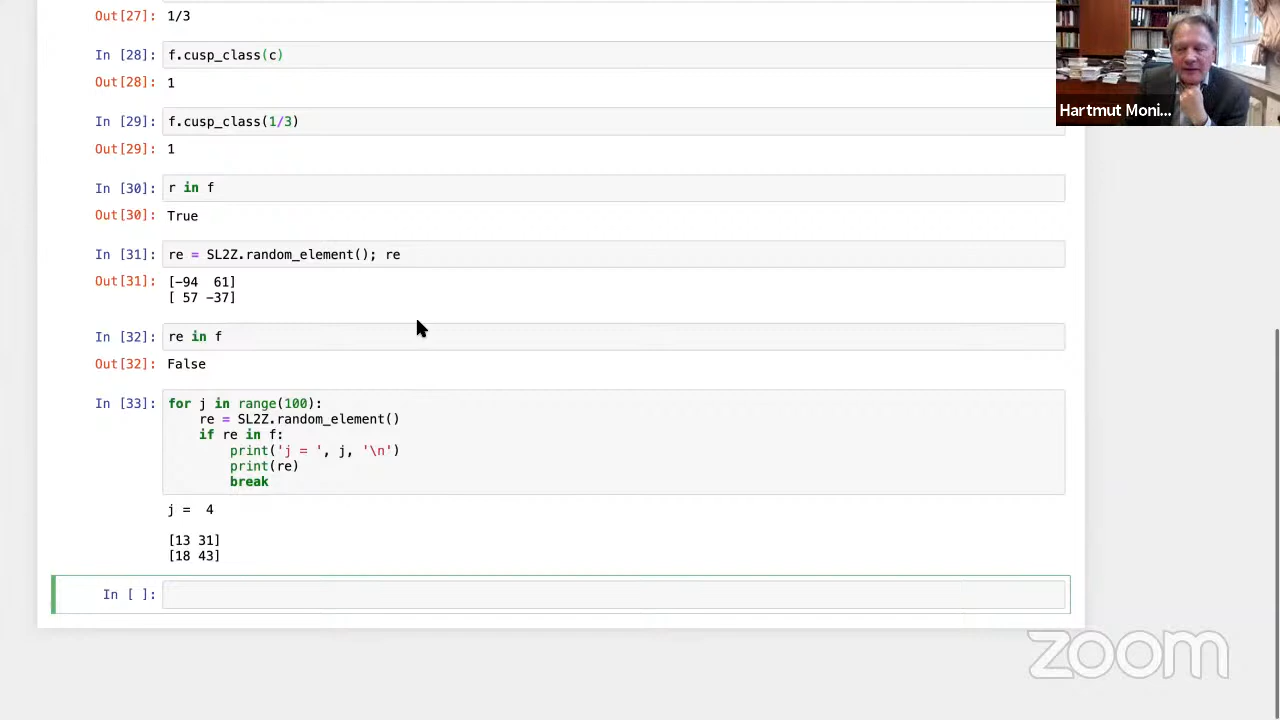 Out[27]: 1/3
In [28]: f.cusp_class(c)
Out[28]: 1
In [29]: f.cusp_class(1/3)
Out[29]: 1
In [30]: r in f
Out[30]: True
In [31]: re = SL2Z.random_element(); re
Out[31]: [-94  61]
[ 57 -37]
In [32]: re in f
Out[32]: False
In [33]: for j in range(100):
    re = SL2Z.random_element()
    if re in f:
        print('j = ', j, '\n')
        print(re)
        break
j =  4
[13 31]
[18 43]
In [ ]:
Hartmut Moni...
zoom